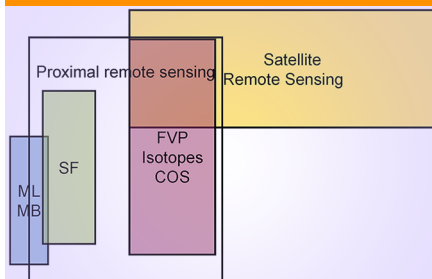 Satellite
Remote Sensing
Proximal remote sensing
FVP
Isotopes
COS
SF
ML
MB